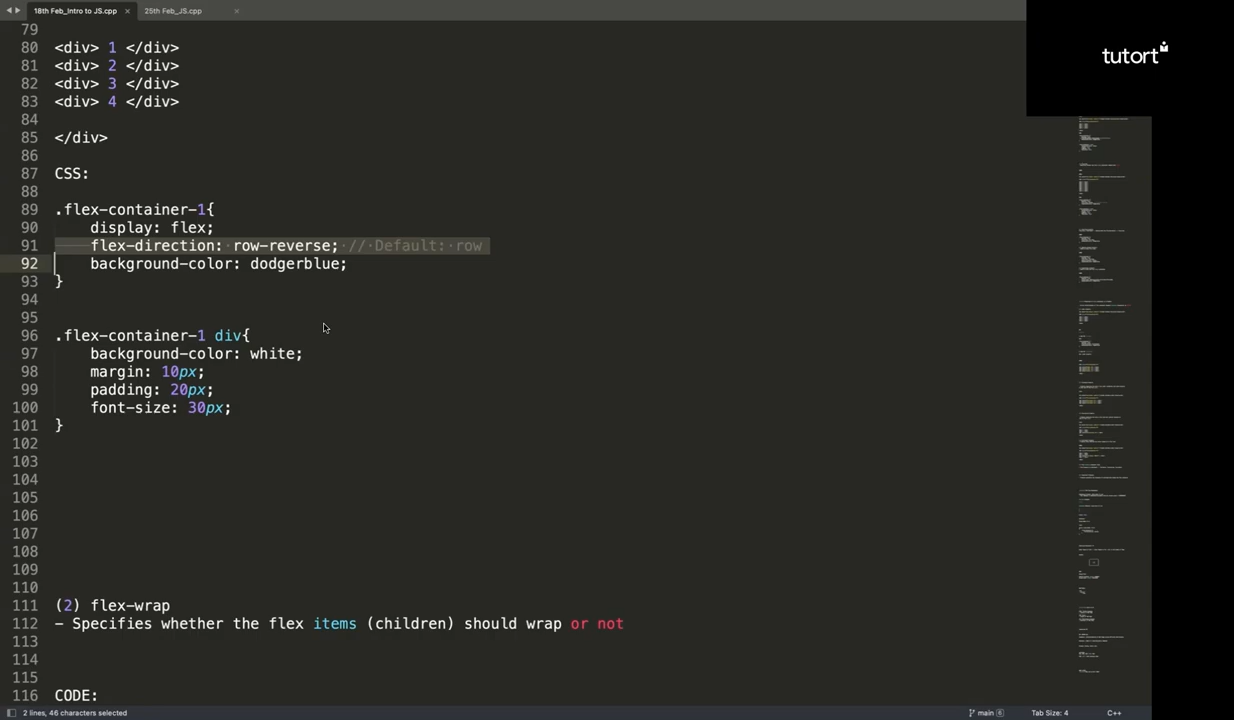 18th Feb_Intro to JS.cpp × 25th Feb_JS.cpp ×
tutort
79
80 <div> 1 </div>
81 <div> 2 </div>
82 <div> 3 </div>
83 <div> 4 </div>
84
85 </div>
86
87 CSS:
88
89 .flex-container-1{
90 display: flex;
91 flex-direction: row-reverse; // Default: row
92 background-color: dodgerblue;
93 }
94
95
96 .flex-container-1 div{
97 background-color: white;
98 margin: 10px;
99 padding: 20px;
100 font-size: 30px;
101 }
102
103
104
105
106
107
108
109
110
111 (2) flex-wrap
112 - Specifies whether the flex items (children) should wrap or not
113
114
115
116 CODE:
2 lines, 46 characters selected main 6 Tab Size: 4 C++